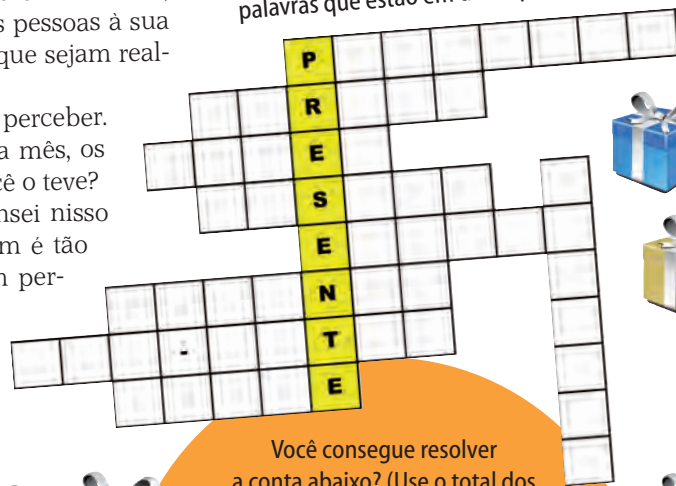 s pessoas à sua
que sejam real-
perceber.
a mês, os
cê o teve?
nsei nisso
m é tão
n per-
palavras que estão em
P
R
E
S
E
N
T
E
-
Você consegue resolver
a conta abaixo? (Use o total dos